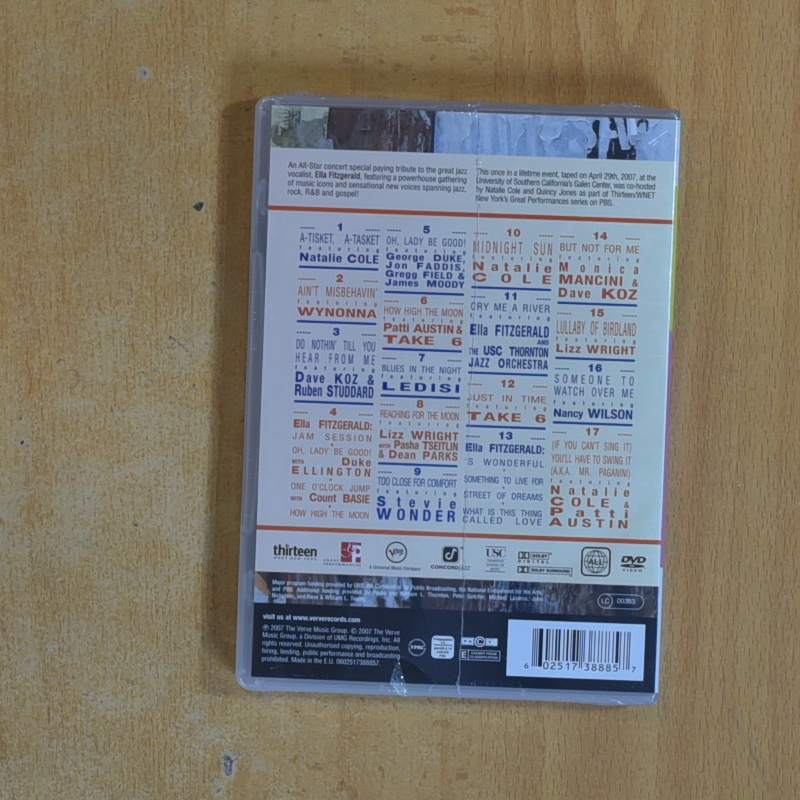 An All-Star concert special paying tribute to the great jazz
vocalist, Ella Fitzgerald, featuring a powerhouse gathering
of music icons and sensational new voices spanning jazz,
rock, R&B and gospel!
This once in a lifetime event, taped on April 29th, 2007, at the
University of Southern California's Galen Center, was co-hosted
by Natalie Cole and Quincy Jones as part of Thirteen/WNET
New York's Great Performances series on PBS.
1
A-TISKET, A-TASKET
featuring
Natalie COLE
2
AIN'T MISBEHAVIN'
featuring
WYNONNA
3
DO NOTHIN' TILL YOU
HEAR FROM ME
featuring
Dave KOZ &
Ruben STUDDARD
4
Ella FITZGERALD:
JAM SESSION
OH, LADY BE GOOD!
WITH Duke
ELLINGTON
ONE O'CLOCK JUMP
WITH Count BASIE
HOW HIGH THE MOON
5
OH, LADY BE GOOD!
featuring
George DUKE,
Jon FADDIS,
Gregg FIELD &
James MOODY
6
HOW HIGH THE MOON
featuring
Patti AUSTIN &
TAKE 6
7
BLUES IN THE NIGHT
featuring
LEDISI
8
REACHING FOR THE MOON
featuring
Lizz WRIGHT
WITH Pasha TSEITLIN
& Dean PARKS
9
TOO CLOSE FOR COMFORT
featuring
Stevie
WONDER
10
MIDNIGHT SUN
featuring
Natalie
COLE
11
CRY ME A RIVER
featuring
Ella FITZGERALD
AND
THE USC THORNTON
JAZZ ORCHESTRA
12
JUST IN TIME
featuring
TAKE 6
13
Ella FITZGERALD:
'S WONDERFUL
SOMETHING TO LIVE FOR
STREET OF DREAMS
WHAT IS THIS THING
CALLED LOVE
14
BUT NOT FOR ME
featuring
Monica
MANCINI &
Dave KOZ
15
LULLABY OF BIRDLAND
featuring
Lizz WRIGHT
16
SOMEONE TO
WATCH OVER ME
featuring
Nancy WILSON
17
(IF YOU CAN'T SING IT)
YOU'LL HAVE TO SWING IT
(A.K.A. MR. PAGANINI)
featuring
Natalie
COLE &
Patti
AUSTIN
thirteen
GREAT PERFORMANCES
VERVE
A Universal Music Company
CONCORD JAZZ
USC
DOLBY
DIGITAL
DOLBY SURROUND
ALL
DVD
VIDEO
LC 00383
visit us at www.ververecords.com
℗ 2007 The Verve Music Group. © 2007 The Verve
Music Group, a Division of UMG Recordings, Inc. All
rights reserved. Unauthorised copying, reproduction,
hiring, lending, public performance and broadcasting
prohibited. Made in the E.U. 0602517388857.
E
EXEMPT FROM
CLASSIFICATION
6 02517 38885 7